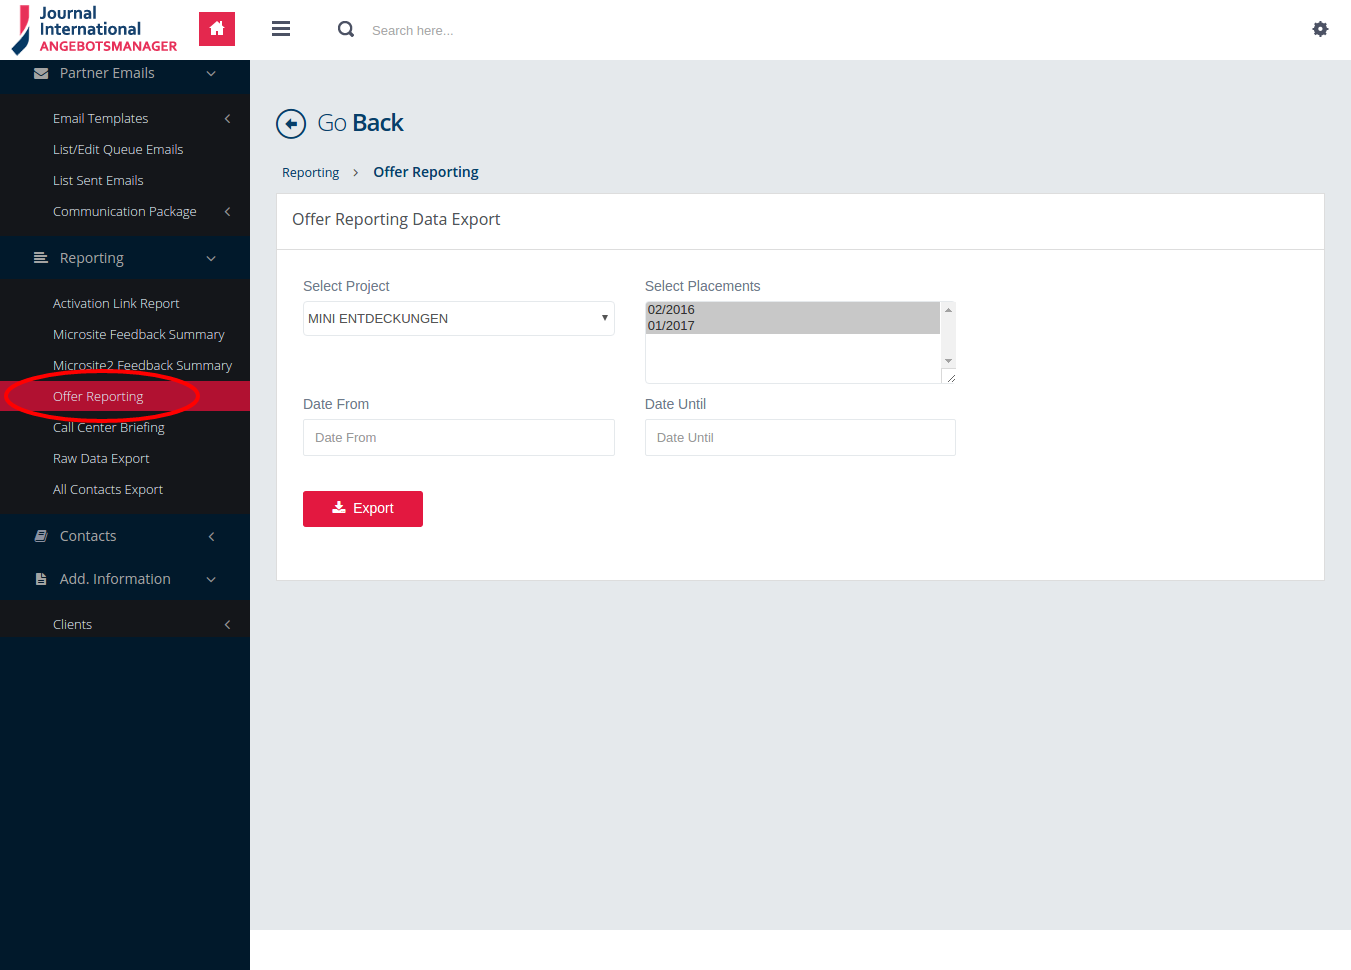 Journal
International
ANGEBOTSMANAGER
Search here...
Partner Emails
Email Templates
List/Edit Queue Emails
List Sent Emails
Communication Package
Reporting
Activation Link Report
Microsite Feedback Summary
Microsite2 Feedback Summary
Offer Reporting
Call Center Briefing
Raw Data Export
All Contacts Export
Contacts
Add. Information
Clients
Go Back
Reporting > Offer Reporting
Offer Reporting Data Export
Select Project
MINI ENTDECKUNGEN
Select Placements
02/2016
01/2017
Date From
Date From
Date Until
Date Until
Export